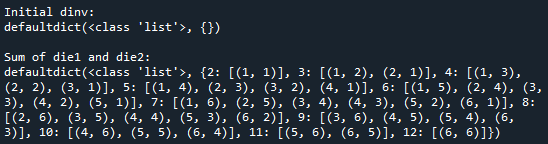 Initial dinv:
defaultdict(<class 'list'>, {})

Sum of die1 and die2:
defaultdict(<class 'list'>, {2: [(1, 1)], 3: [(1, 2), (2, 1)], 4: [(1, 3),
(2, 2), (3, 1)], 5: [(1, 4), (2, 3), (3, 2), (4, 1)], 6: [(1, 5), (2, 4), (3,
3), (4, 2), (5, 1)], 7: [(1, 6), (2, 5), (3, 4), (4, 3), (5, 2), (6, 1)], 8:
[(2, 6), (3, 5), (4, 4), (5, 3), (6, 2)], 9: [(3, 6), (4, 5), (5, 4), (6,
3)], 10: [(4, 6), (5, 5), (6, 4)], 11: [(5, 6), (6, 5)], 12: [(6, 6)]})